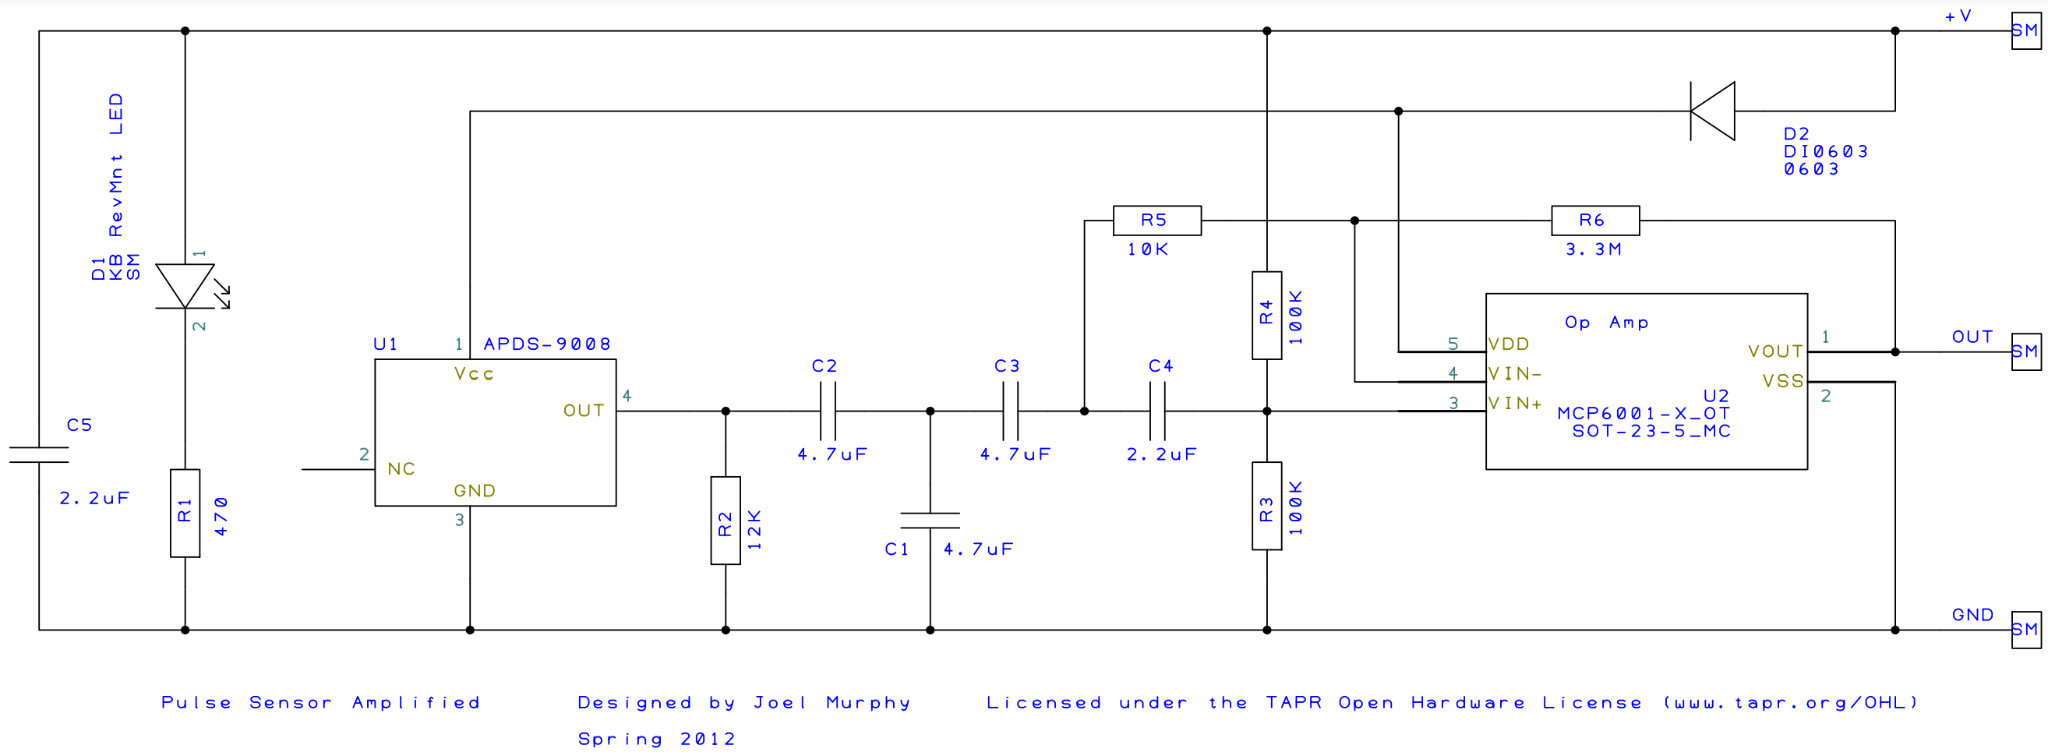 +V
SM
D1
KB RevMnt LED
SM
1
2
D2
DI0603
0603
R5
10K
R6
3.3M
R4
100K
Op Amp
U1
1
APDS-9008
Vcc
OUT
4
2
NC
GND
3
C2
4.7uF
C3
4.7uF
C4
2.2uF
5
VDD
4
VIN-
3
VIN+
VOUT
1
VSS
2
U2
MCP6001-X_OT
SOT-23-5_MC
OUT
SM
C5
2.2uF
R1
470
R2
12K
C1
4.7uF
R3
100K
GND
SM
Pulse Sensor Amplified
Designed by Joel Murphy
Licensed under the TAPR Open Hardware License (www.tapr.org/OHL)
Spring 2012